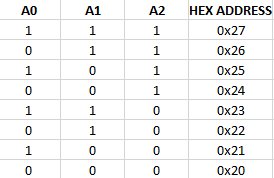 A0 A1 A2 HEX ADDRESS
1 1 1 0x27
0 1 1 0x26
1 0 1 0x25
0 0 1 0x24
1 1 0 0x23
0 1 0 0x22
1 0 0 0x21
0 0 0 0x20